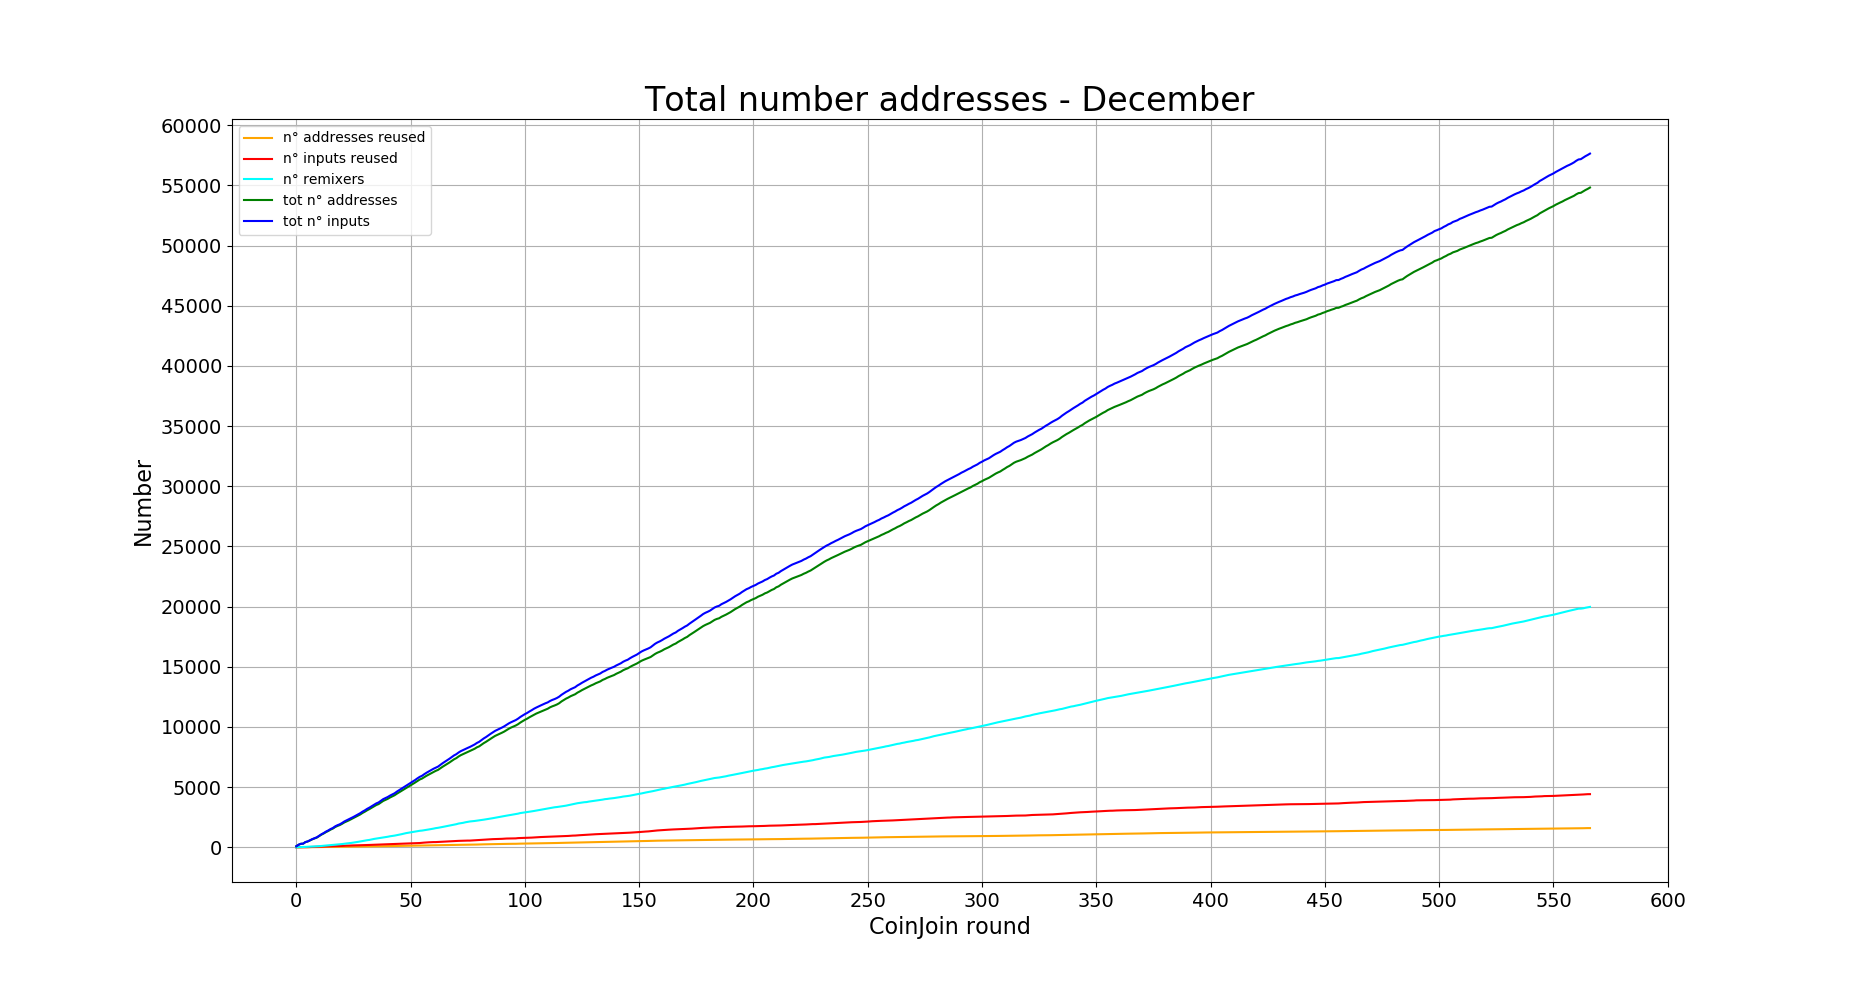 Total number addresses - December
n° addresses reused
n° inputs reused
n° remixers
tot n° addresses
tot n° inputs
60000
55000
50000
45000
40000
35000
30000
25000
20000
15000
10000
5000
0
Number
0 50 100 150 200 250 300 350 400 450 500 550 600
CoinJoin round